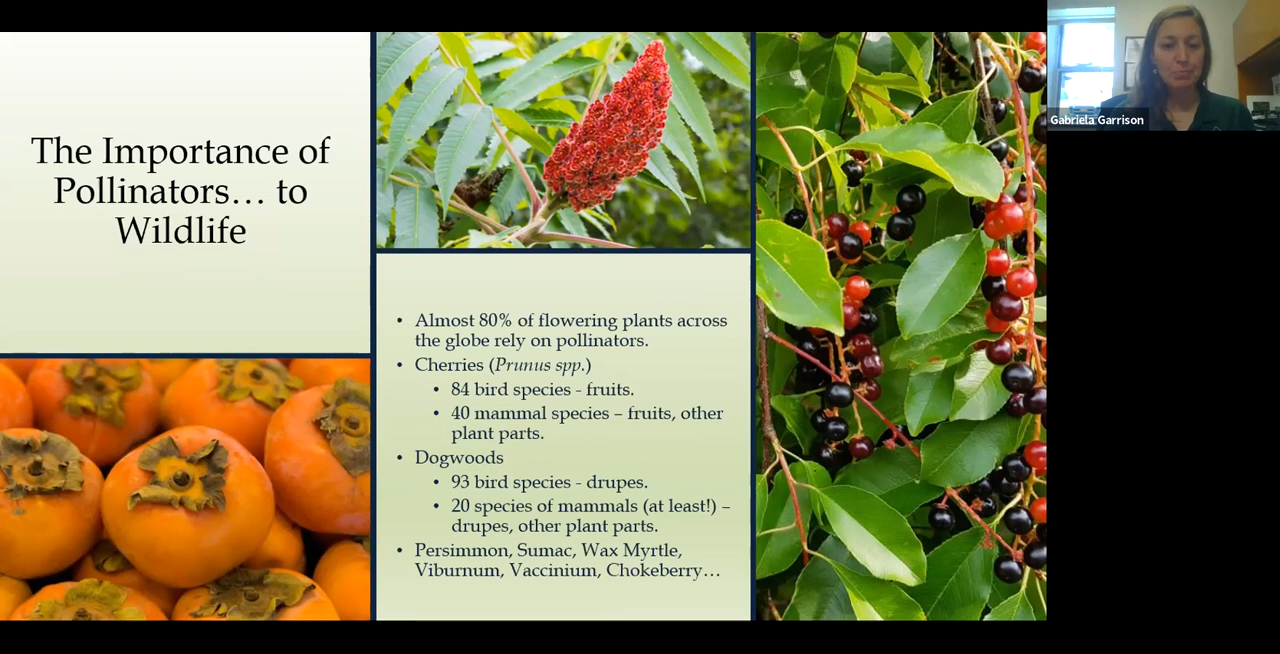 The Importance of
Pollinators… to
Wildlife
• Almost 80% of flowering plants across
the globe rely on pollinators.
• Cherries (Prunus spp.)
• 84 bird species - fruits.
• 40 mammal species – fruits, other
plant parts.
• Dogwoods
• 93 bird species - drupes.
• 20 species of mammals (at least!) –
drupes, other plant parts.
• Persimmon, Sumac, Wax Myrtle,
Viburnum, Vaccinium, Chokeberry…
Gabriela Garrison